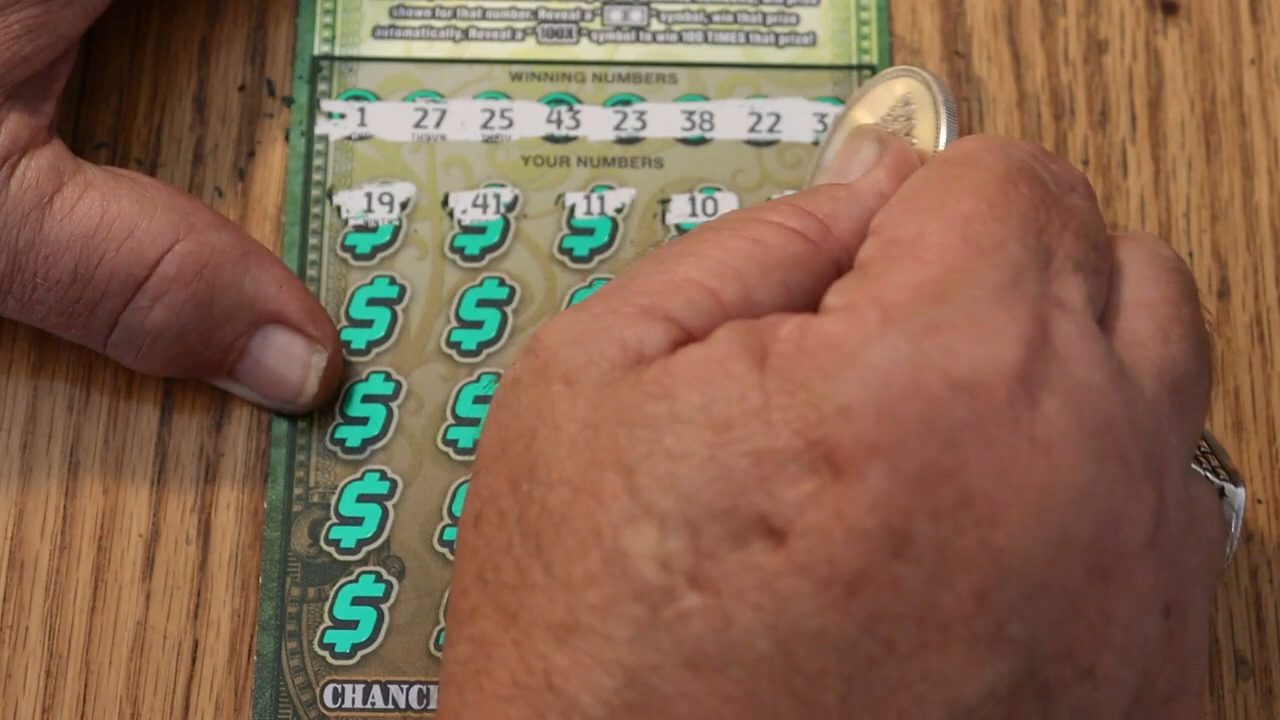 shown for that number. Reveal a " " symbol, win that prize
automatically. Reveal a "100X" symbol to win 100 TIMES that prize!
WINNING NUMBERS
1 27 25 43 23 38 22
YOUR NUMBERS
19 41 11 10
$ $ $
$ $
$ $
$
$
CHANC